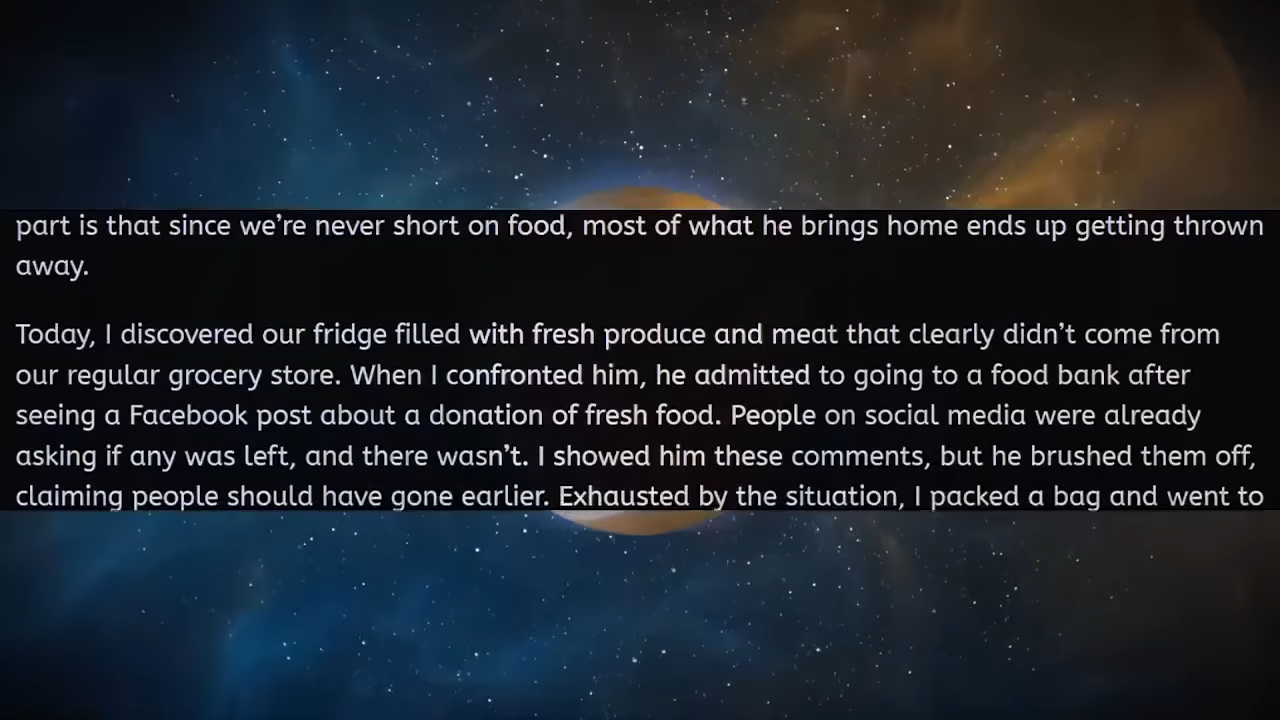 part is that since we’re never short on food, most of what he brings home ends up getting thrown
away.
Today, I discovered our fridge filled with fresh produce and meat that clearly didn’t come from
our regular grocery store. When I confronted him, he admitted to going to a food bank after
seeing a Facebook post about a donation of fresh food. People on social media were already
asking if any was left, and there wasn’t. I showed him these comments, but he brushed them off,
claiming people should have gone earlier. Exhausted by the situation, I packed a bag and went to